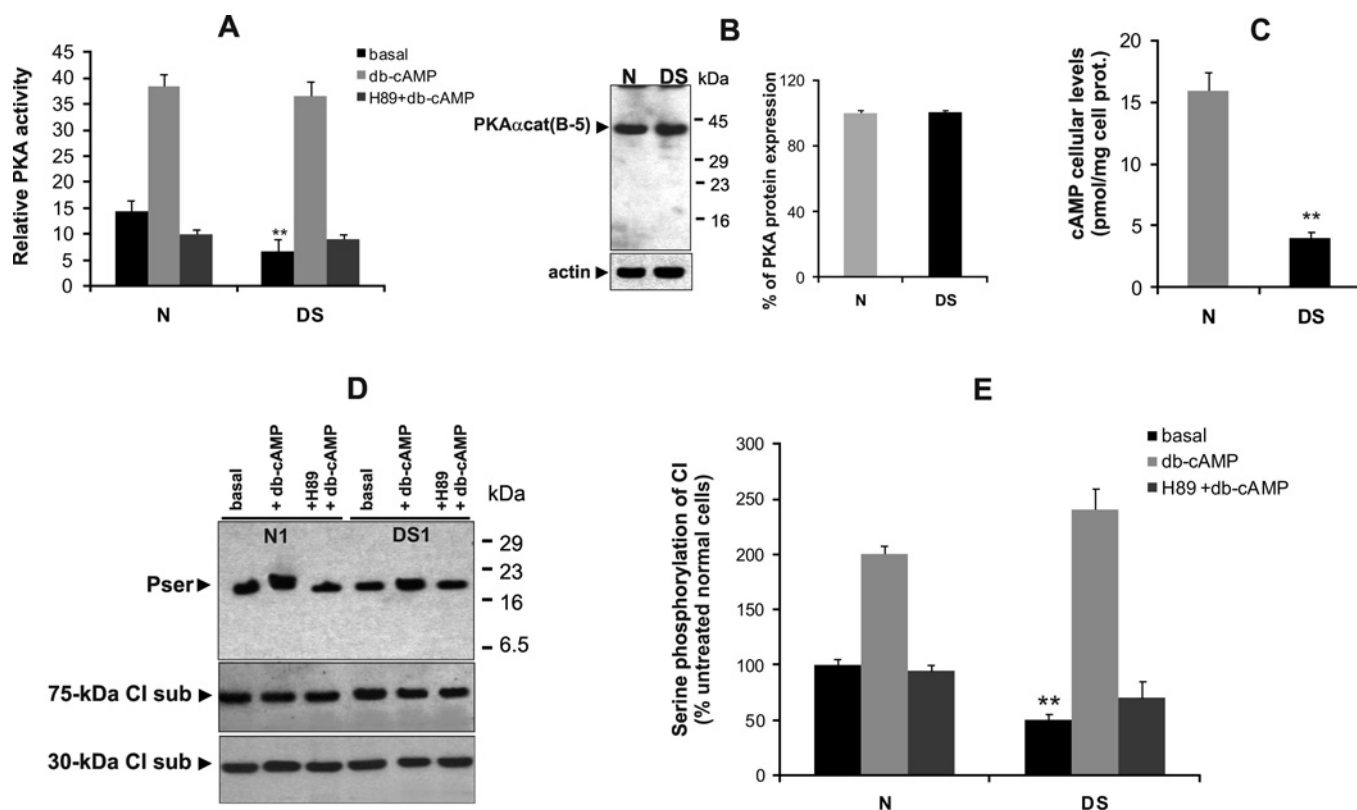 A
Relative PKA activity
45
40
35
30
25
20
15
10
5
0
basal
db-cAMP
H89+db-cAMP
**
N DS
B
N DS kDa
PKAαcat(B-5)
45
29
23
16
actin
% of PKA protein expression
120
80
40
0
N DS
C
cAMP cellular levels
(pmol/mg cell prot.)
20
15
10
5
0
**
N DS
D
basal
+ db-cAMP
+H89
+ db-cAMP
basal
+ db-cAMP
+H89
+ db-cAMP
kDa
N1 DS1
29
23
16
6.5
Pser
75-kDa CI sub
30-kDa CI sub
E
Serine phosphorylation of CI
(% untreated normal cells)
300
250
200
150
100
50
0
basal
db-cAMP
H89 +db-cAMP
**
N DS